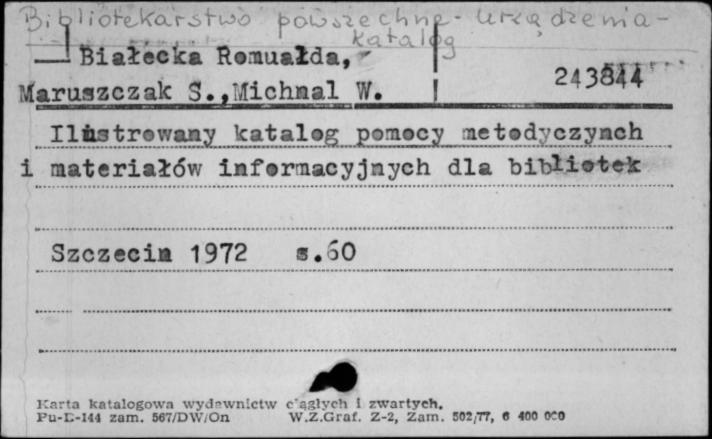 Bibliotekarstwo powszechne - urządzenia -
katalog
Białecka Romualda,
243844
Maruszczak S., Michnal W.
Ilustrowany katalog pomocy metodyczynch
i materiałów informacyjnych dla bibliotek
Szczecin 1972 s.60
Karta katalogowa wydawnictw ciągłych i zwartych.
Pu-D-144 zam. 567/DW/On W.Z.Graf. Z-2, Zam. 502/77, 6 400 000